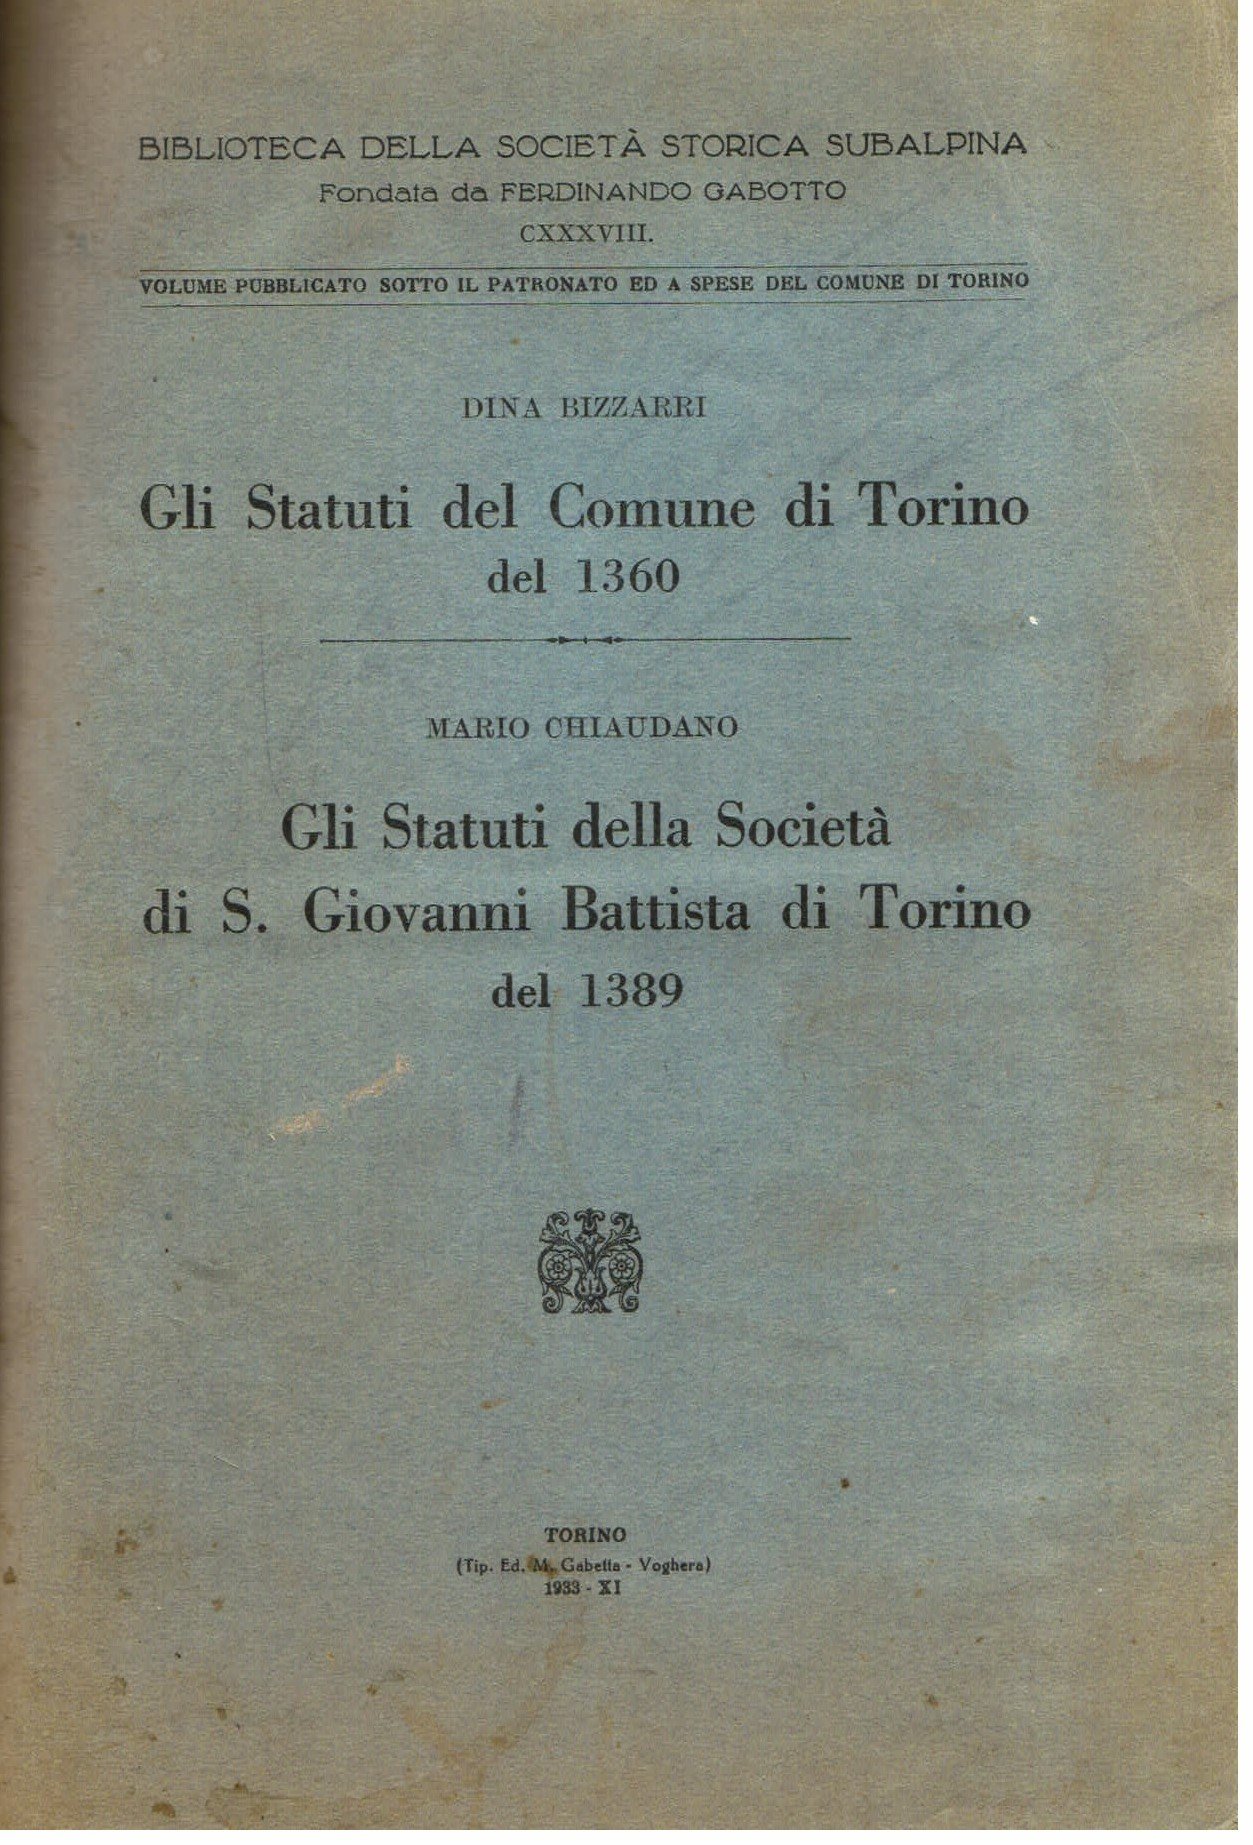 BIBLIOTECA DELLA SOCIETÀ STORICA SUBALPINA
Fondata da FERDINANDO GABOTTO
CXXXVIII.
VOLUME PUBBLICATO SOTTO IL PATRONATO ED A SPESE DEL COMUNE DI TORINO
DINA BIZZARRI
Gli Statuti del Comune di Torino
del 1360
MARIO CHIAUDANO
Gli Statuti della Società
di S. Giovanni Battista di Torino
del 1389
TORINO
(Tip. Ed. M. Gabetta - Voghera)
1933 - XI